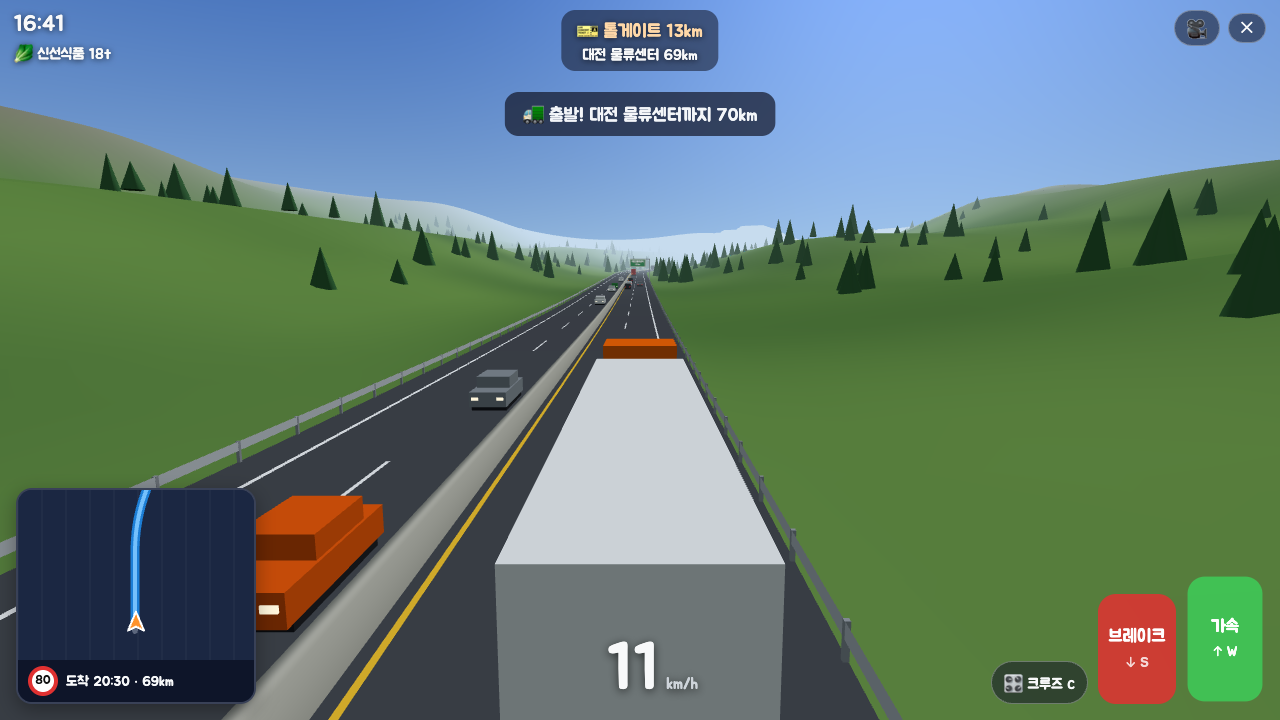 16:41
신선식품 18t
톨게이트 13km
대전 물류센터 69km
출발! 대전 물류센터까지 70km
80
도착 20:30 · 69km
11 km/h
크루즈 C
브레이크
↓ S
가속
↑ W